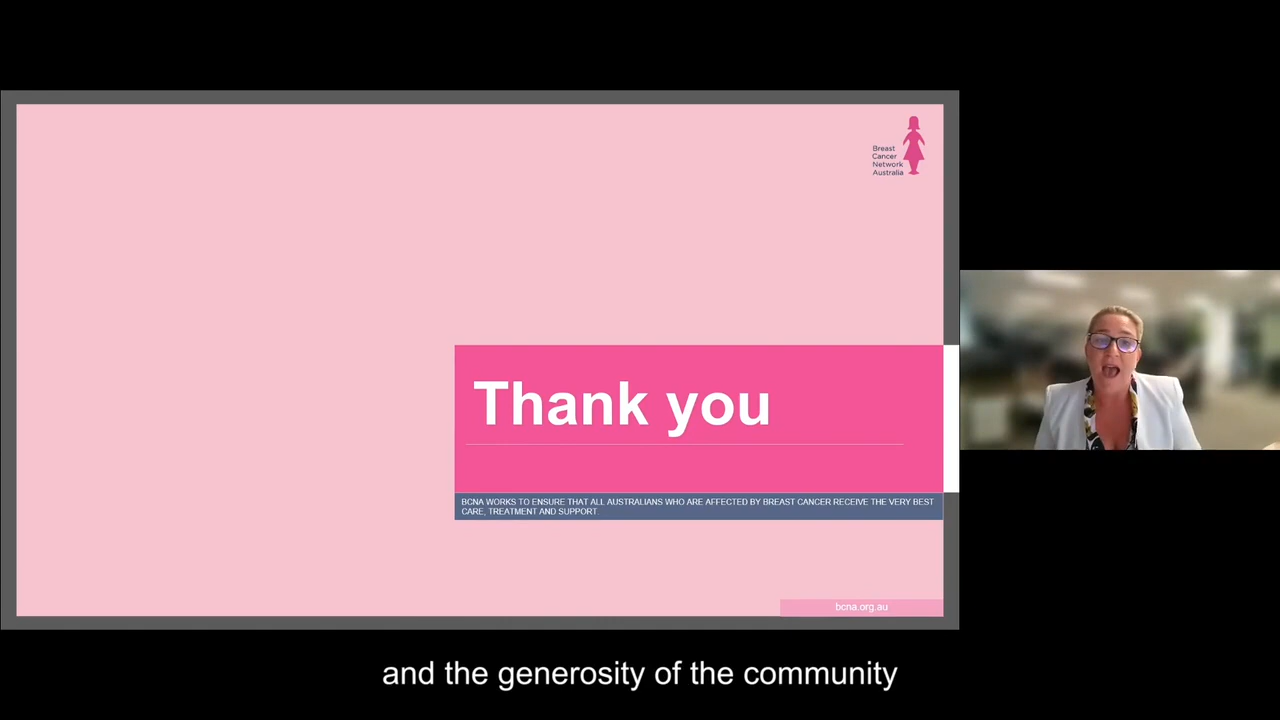 Breast
Cancer
Network
Australia
Thank you
BCNA WORKS TO ENSURE THAT ALL AUSTRALIANS WHO ARE AFFECTED BY BREAST CANCER RECEIVE THE VERY BEST
CARE, TREATMENT AND SUPPORT
bcna.org.au
and the generosity of the community